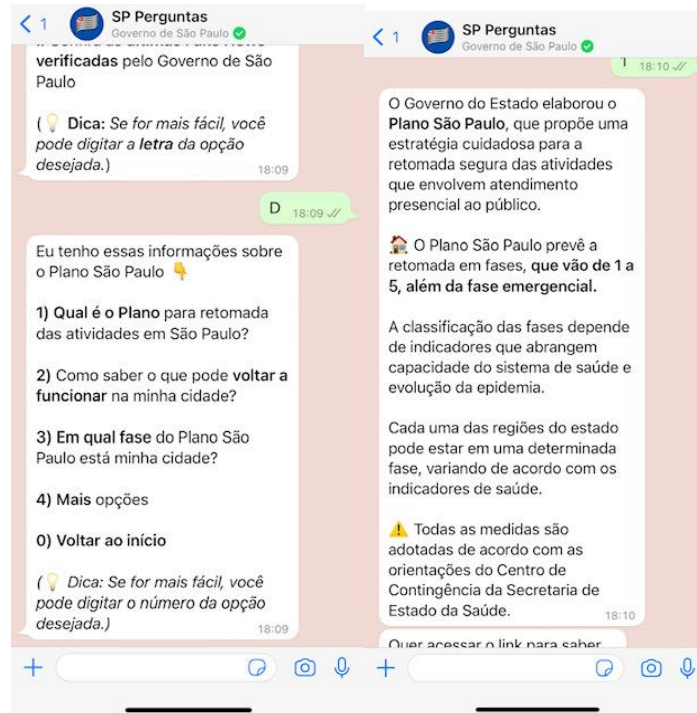 1
SP Perguntas
Governo de São Paulo
verificadas pelo Governo de São
Paulo
( 💡 Dica: Se for mais fácil, você
pode digitar a letra da opção
desejada.)
18:09
D 18:09
Eu tenho essas informações sobre
o Plano São Paulo 👇
1) Qual é o Plano para retomada
das atividades em São Paulo?
2) Como saber o que pode voltar a
funcionar na minha cidade?
3) Em qual fase do Plano São
Paulo está minha cidade?
4) Mais opções
0) Voltar ao início
( 💡 Dica: Se for mais fácil, você
pode digitar o número da opção
desejada.)
18:09
1
SP Perguntas
Governo de São Paulo
1 18:10
O Governo do Estado elaborou o
Plano São Paulo, que propõe uma
estratégia cuidadosa para a
retomada segura das atividades
que envolvem atendimento
presencial ao público.
🏠 O Plano São Paulo prevê a
retomada em fases, que vão de 1 a
5, além da fase emergencial.
A classificação das fases depende
de indicadores que abrangem
capacidade do sistema de saúde e
evolução da epidemia.
Cada uma das regiões do estado
pode estar em uma determinada
fase, variando de acordo com os
indicadores de saúde.
⚠️ Todas as medidas são
adotadas de acordo com as
orientações do Centro de
Contingência da Secretaria de
Estado da Saúde.
18:10
Quer acessar o link para saber